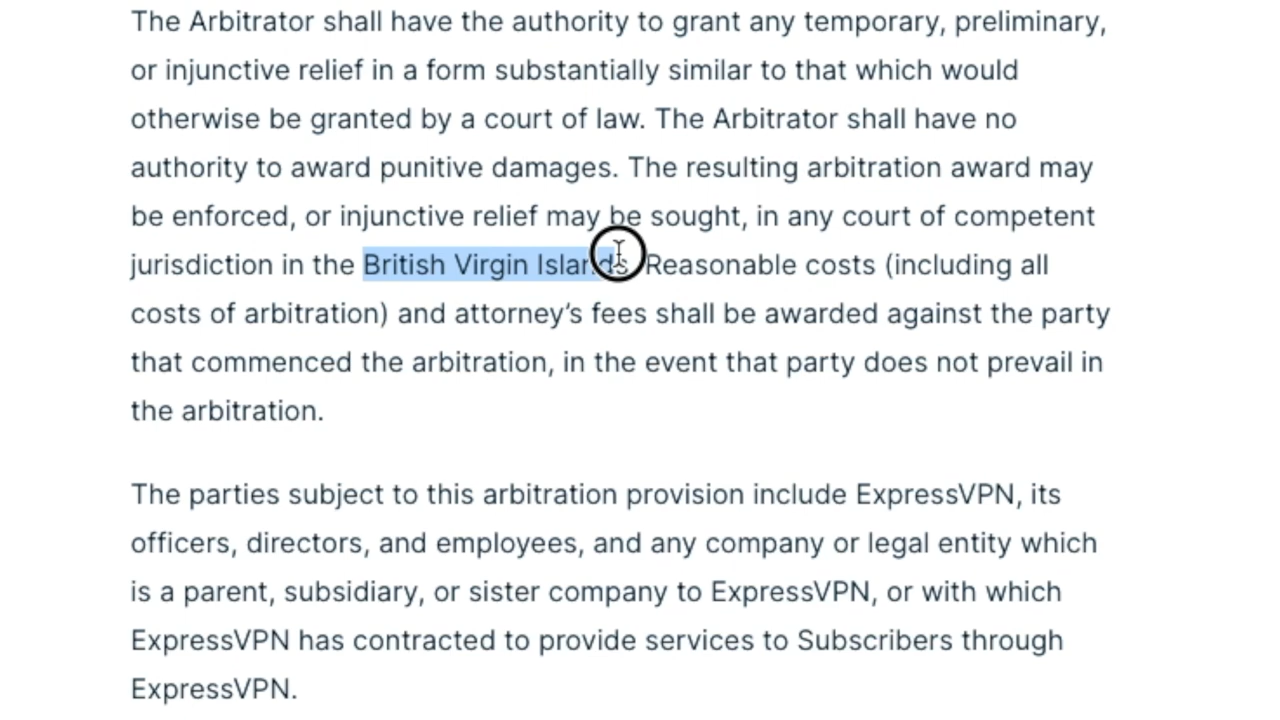 The Arbitrator shall have the authority to grant any temporary, preliminary,
or injunctive relief in a form substantially similar to that which would
otherwise be granted by a court of law. The Arbitrator shall have no
authority to award punitive damages. The resulting arbitration award may
be enforced, or injunctive relief may be sought, in any court of competent
jurisdiction in the British Virgin Islands. Reasonable costs (including all
costs of arbitration) and attorney’s fees shall be awarded against the party
that commenced the arbitration, in the event that party does not prevail in
the arbitration.
The parties subject to this arbitration provision include ExpressVPN, its
officers, directors, and employees, and any company or legal entity which
is a parent, subsidiary, or sister company to ExpressVPN, or with which
ExpressVPN has contracted to provide services to Subscribers through
ExpressVPN.